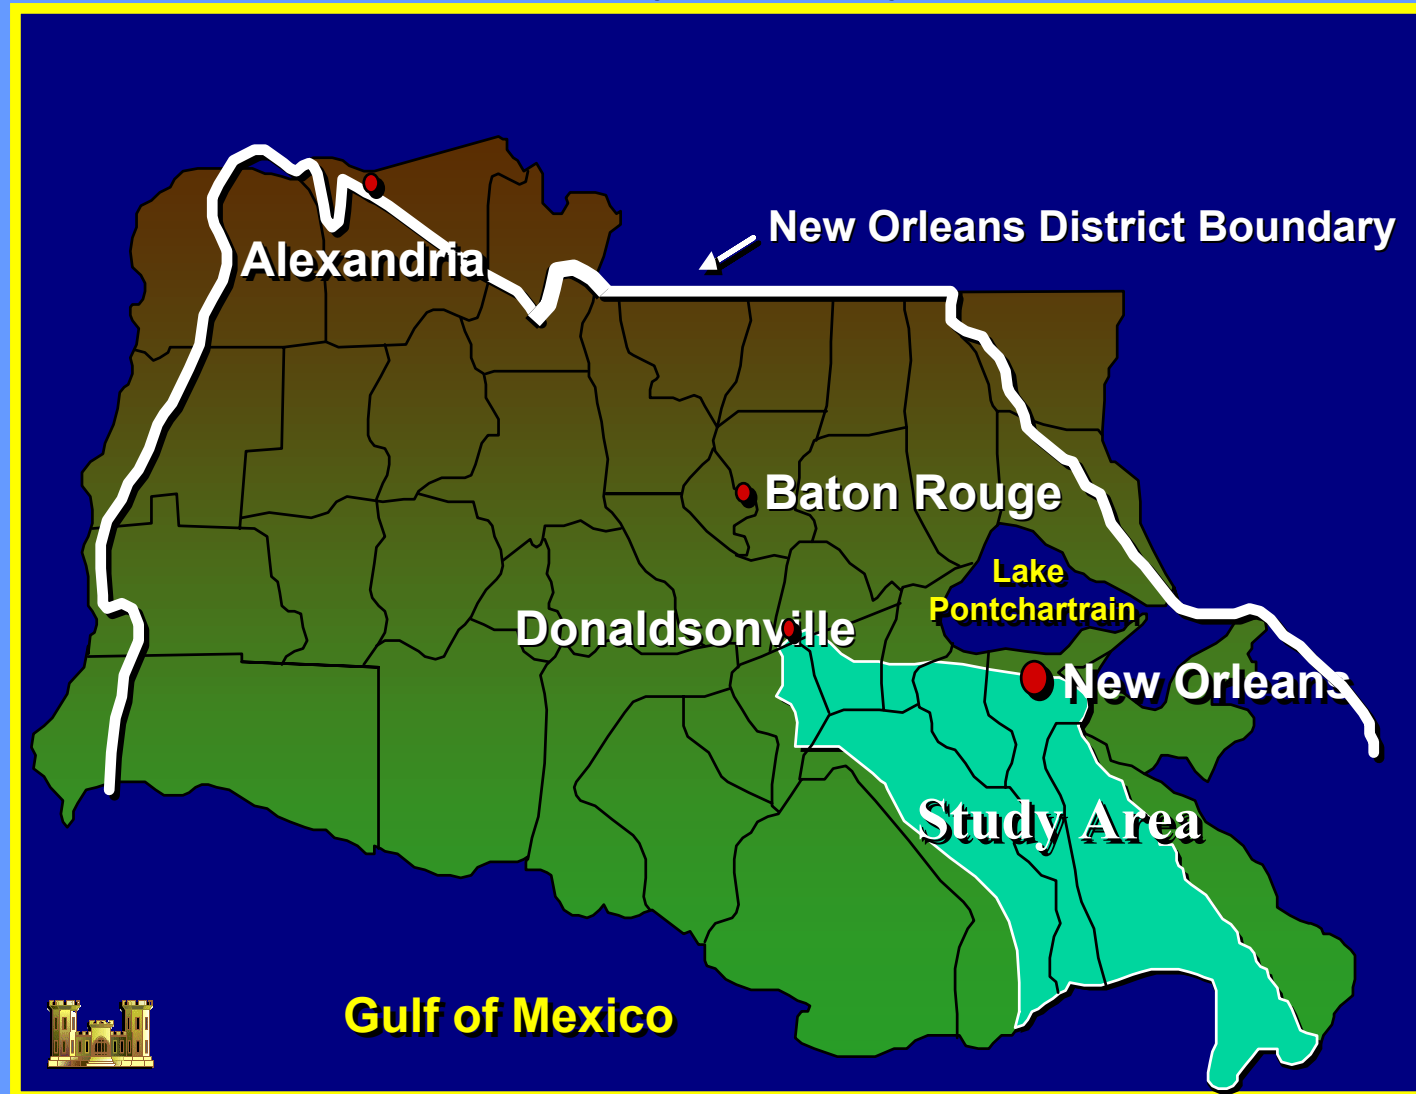 New Orleans District Boundary
Alexandria
Baton Rouge
Lake
Pontchartrain
Donaldsonville
New Orleans
Study Area
Gulf of Mexico